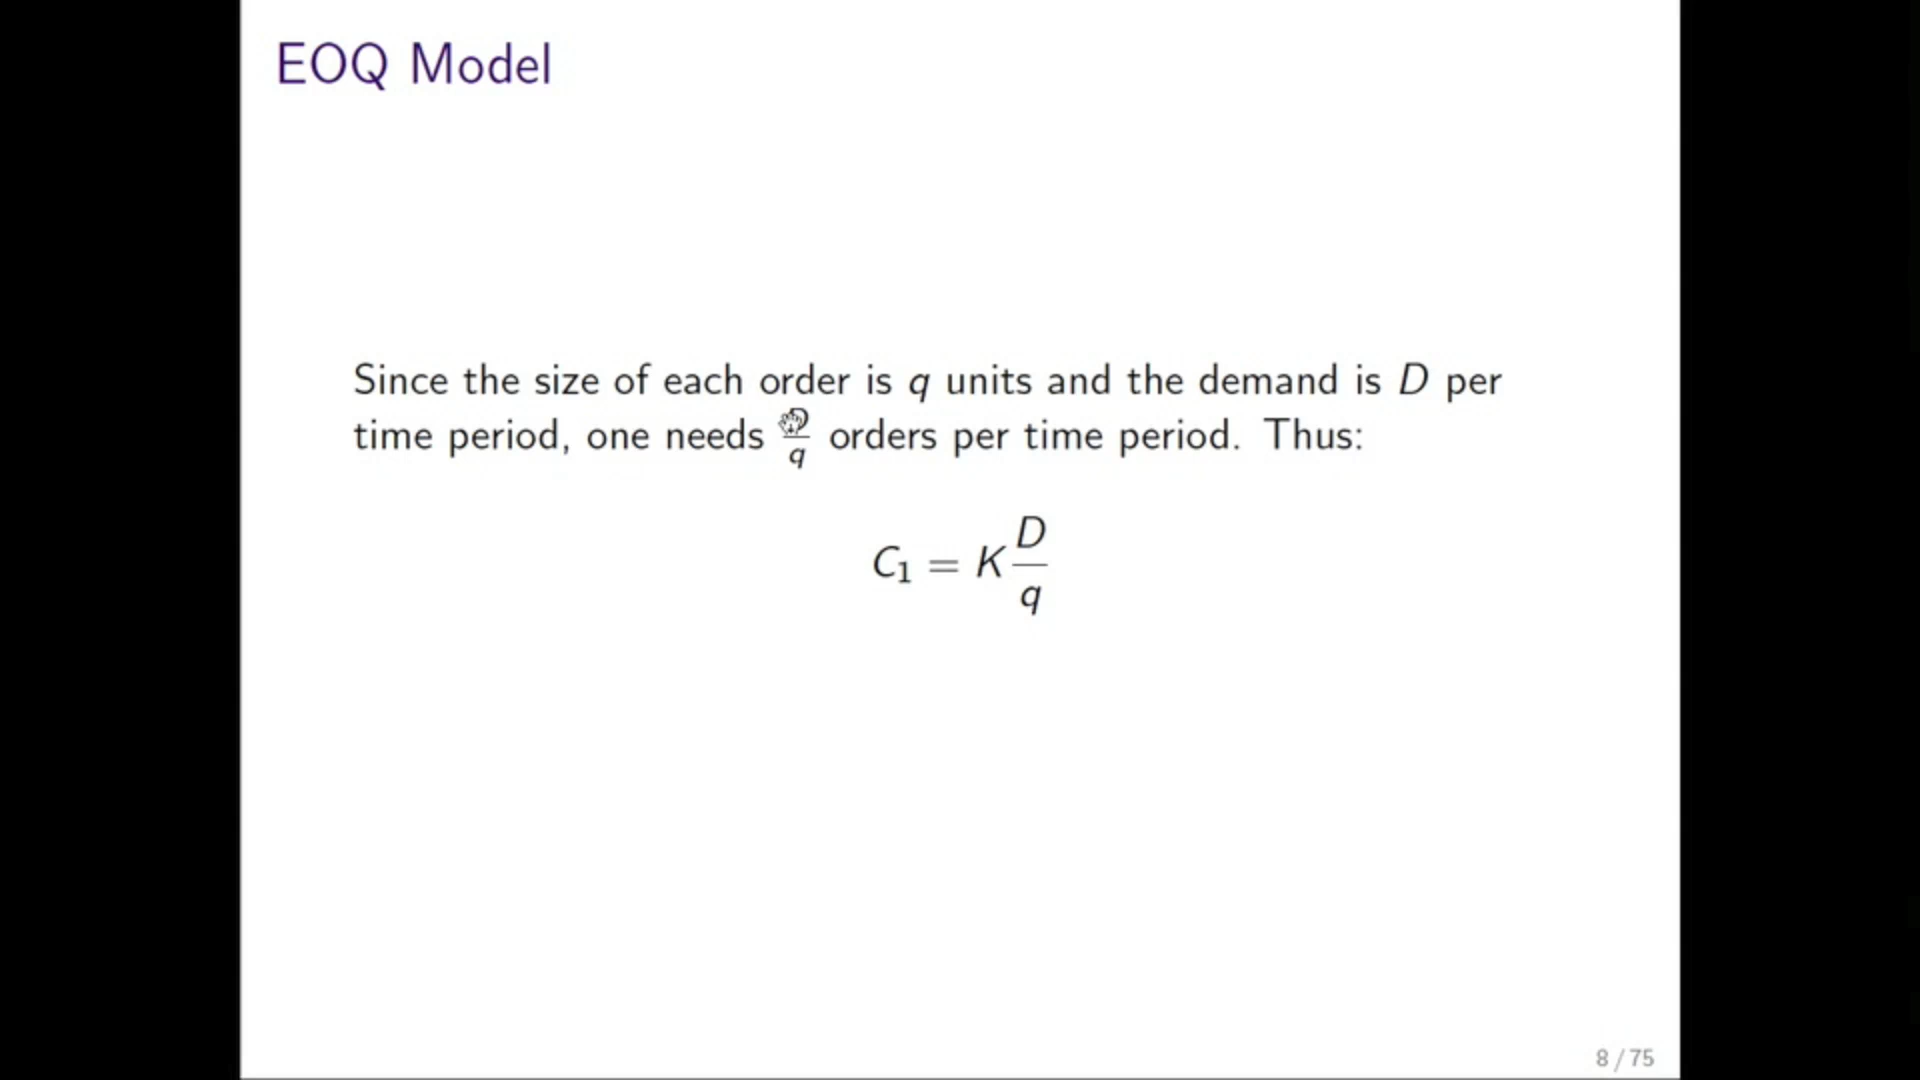 EOQ Model
Since the size of each order is q units and the demand is D per
time period, one needs D/q orders per time period. Thus:
C₁ = K D/q
8 / 75